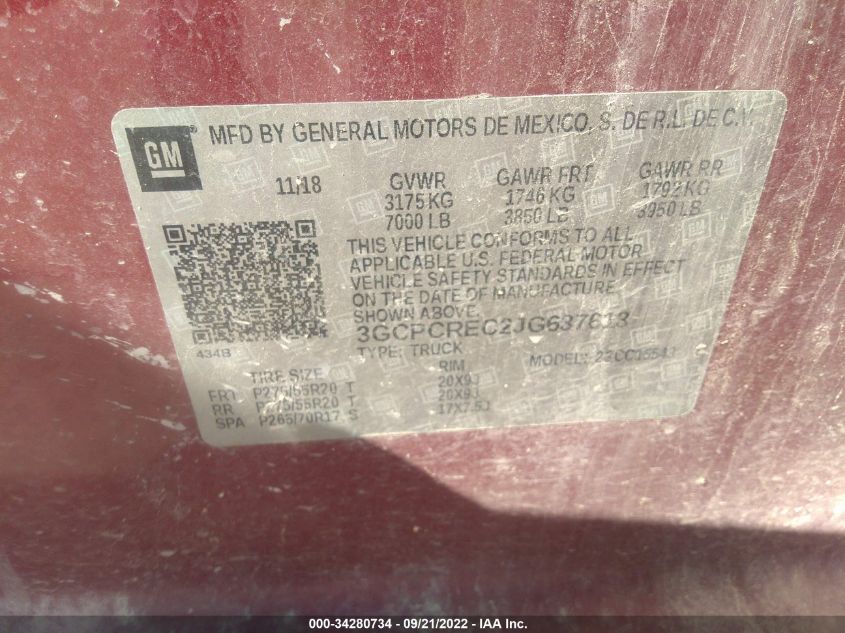 GM
MFD BY GENERAL MOTORS DE MEXICO, S. DE R.L. DE C.V.
11/18 GVWR GAWR FRT GAWR RR
3175 KG 1746 KG 1792 KG
7000 LB 3850 LB 3950 LB
THIS VEHICLE CONFORMS TO ALL
APPLICABLE U.S. FEDERAL MOTOR
VEHICLE SAFETY STANDARDS IN EFFECT
ON THE DATE OF MANUFACTURE
SHOWN ABOVE.
3GCPCREC2JG637613
434B TYPE: TRUCK MODEL:
TIRE SIZE RIM
FRT P275/55R20 T 20X9J
RR P275/55R20 T 20X9J
SPA P265/70R17 S 17X7.5J
000-34280734 - 09/21/2022 - IAA Inc.